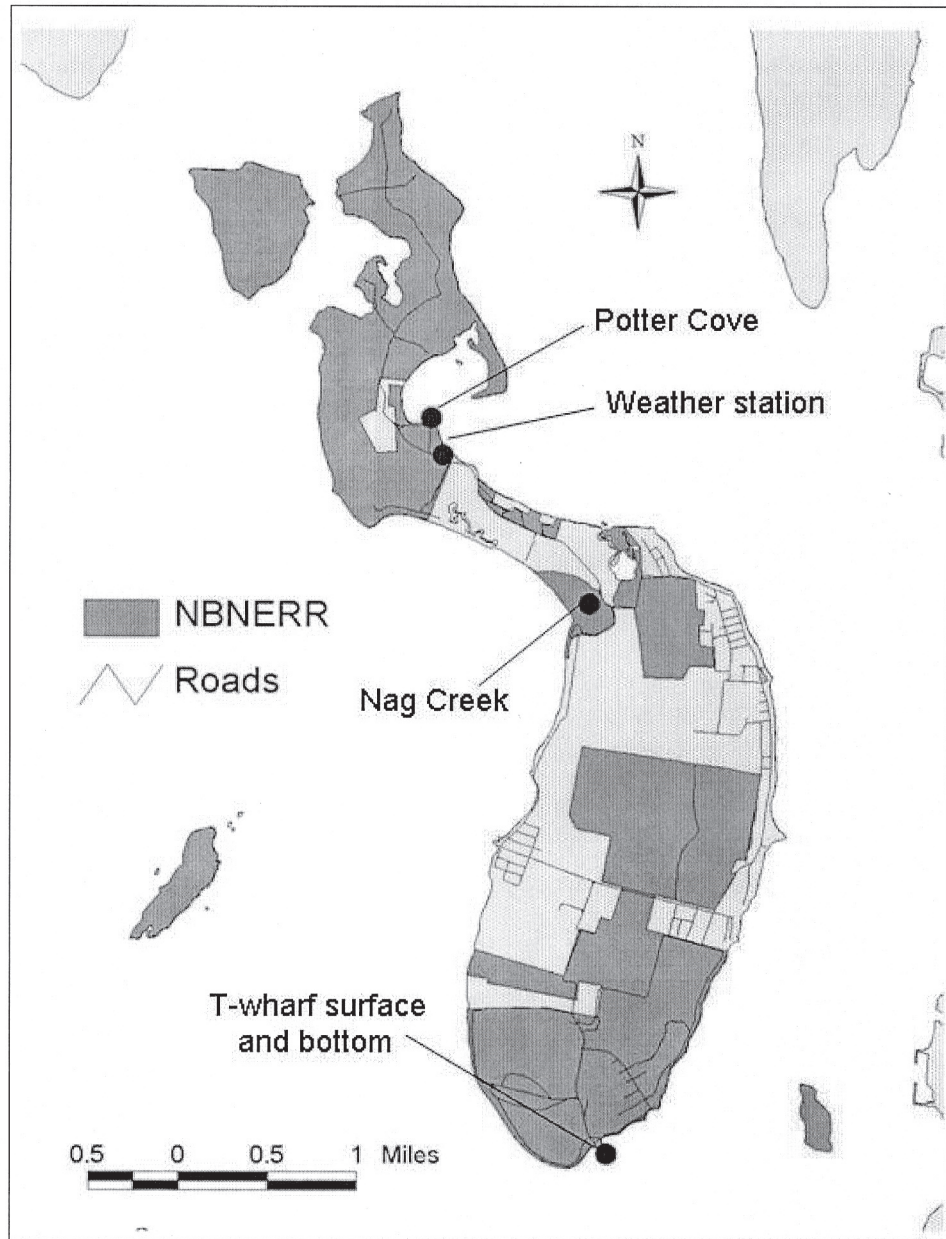 N
Potter Cove
Weather station
NBNERR
Roads
Nag Creek
T-wharf surface
and bottom
0.5 0 0.5 1 Miles